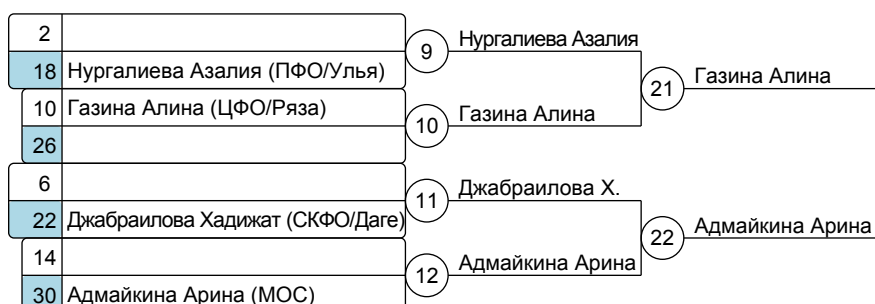 2
18 Нургалиева Азалия (ПФО/Улья)
10 Газина Алина (ЦФО/Ряза)
26
6
22 Джабраилова Хадижат (СКФО/Даге)
14
30 Адмайкина Арина (МОС)
9 Нургалиева Азалия
10 Газина Алина
11 Джабраилова Х.
12 Адмайкина Арина
21 Газина Алина
22 Адмайкина Арина